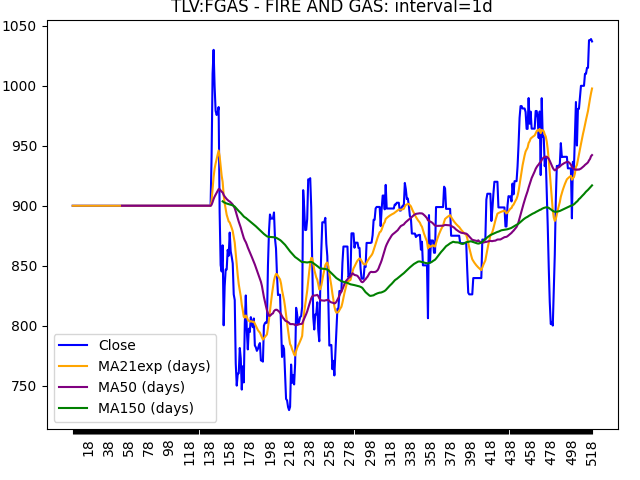 TLV:FGAS - FIRE AND GAS: interval=1d
1050
1000
950
900
850
800
750
Close
MA21exp (days)
MA50 (days)
MA150 (days)
18 38 58 78 98 118 138 158 178 198 218 238 258 278 298 318 338 358 378 398 418 438 458 478 498 518